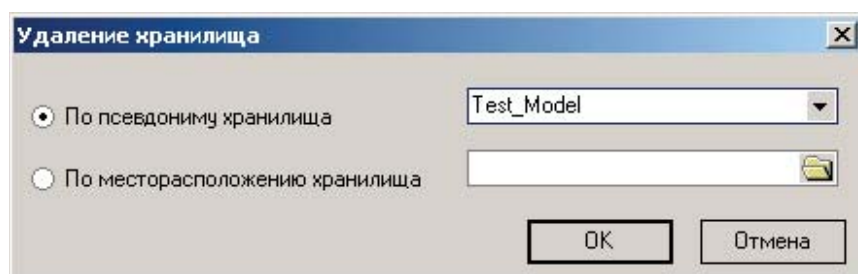 Удаление хранилища
По псевдониму хранилища
Test_Model
По месторасположению хранилища
OK
Отмена